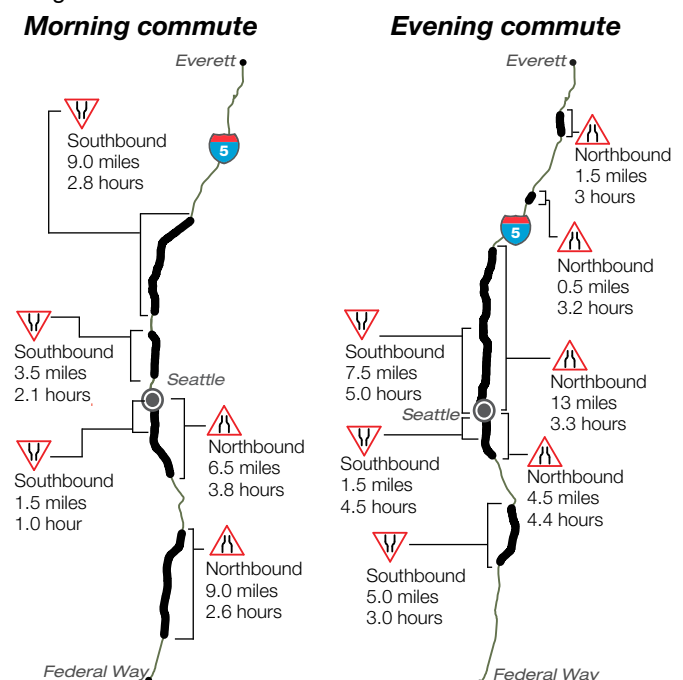 Morning commute
Everett
5
Southbound
9.0 miles
2.8 hours
Southbound
3.5 miles
2.1 hours
Seattle
Southbound
1.5 miles
1.0 hour
Northbound
6.5 miles
3.8 hours
Northbound
9.0 miles
2.6 hours
Federal Way
Evening commute
Everett
Northbound
1.5 miles
3 hours
5
Northbound
0.5 miles
3.2 hours
Southbound
7.5 miles
5.0 hours
Northbound
13 miles
3.3 hours
Seattle
Southbound
1.5 miles
4.5 hours
Northbound
4.5 miles
4.4 hours
Southbound
5.0 miles
3.0 hours
Federal Way